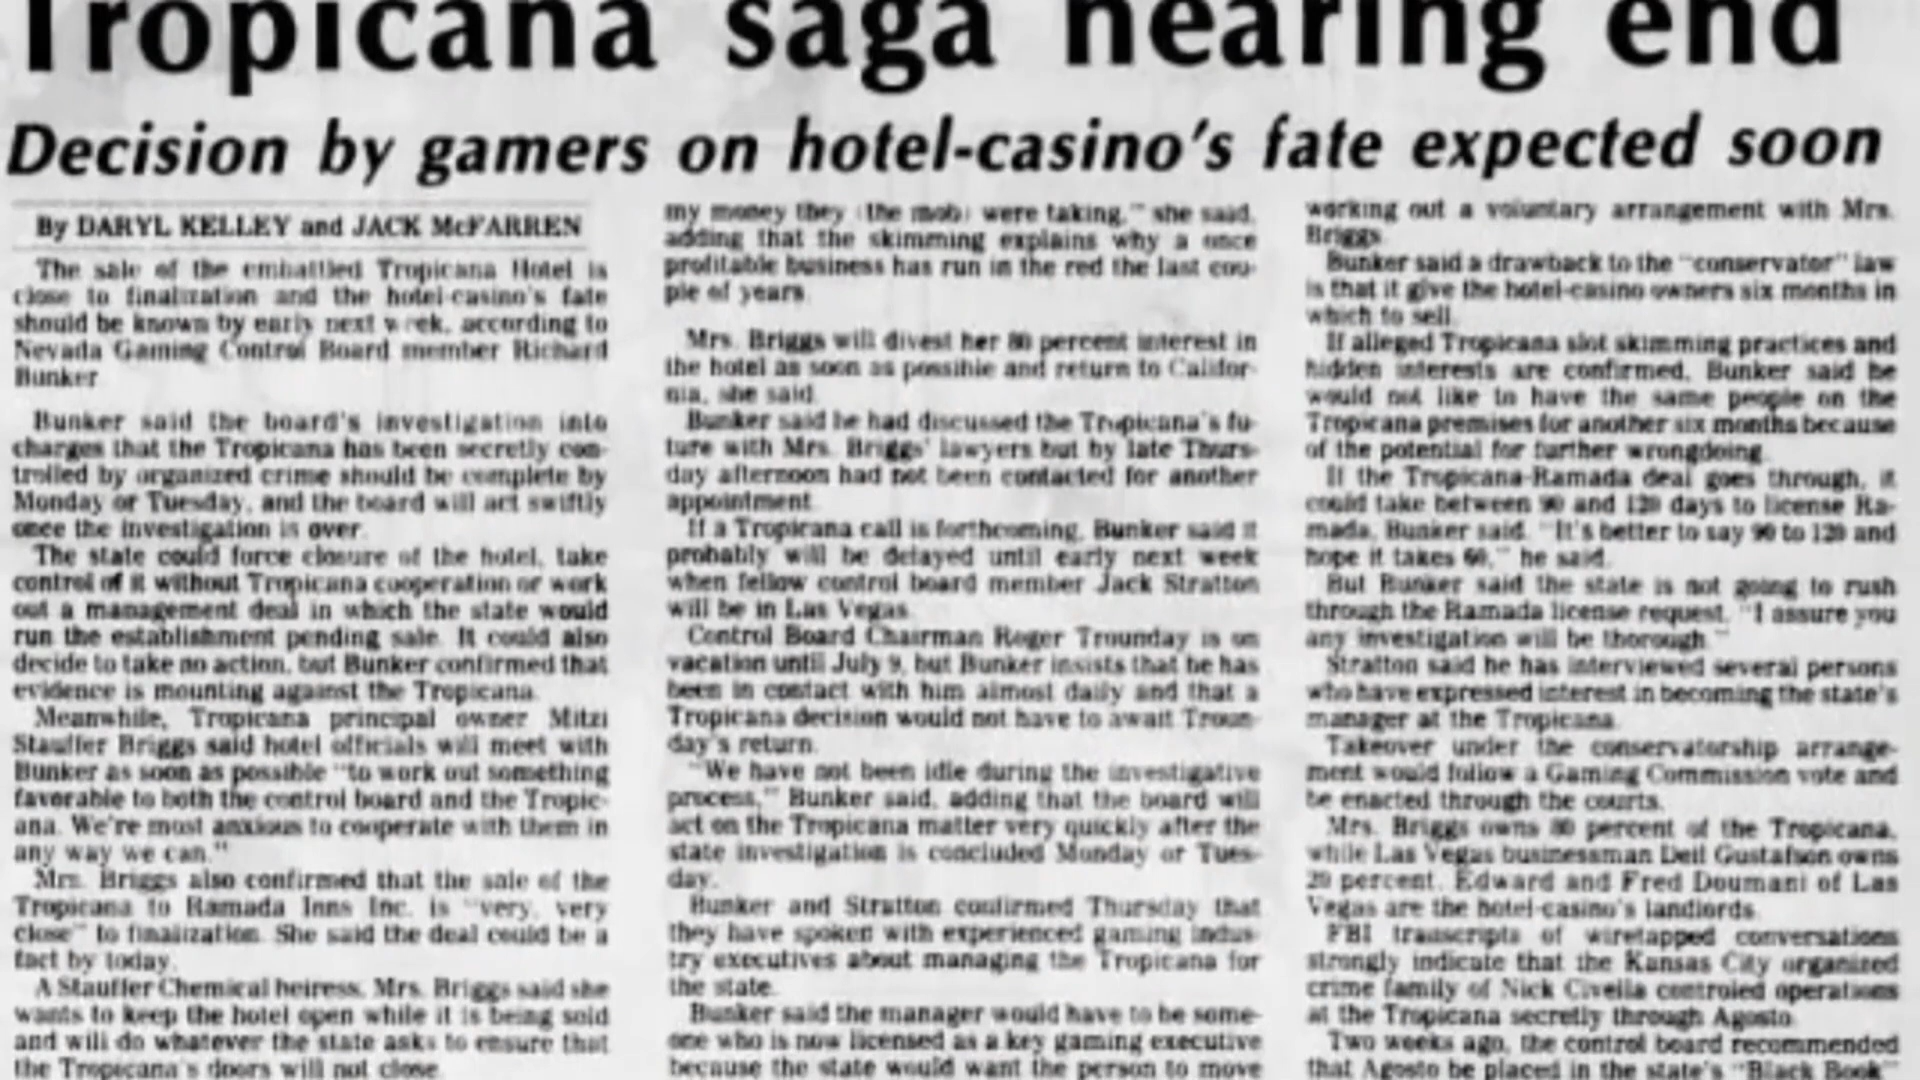 Tropicana saga nearing end
Decision by gamers on hotel-casino's fate expected soon
By DARYL KELLEY and JACK McFARREN
The sale of the embattled Tropicana Hotel is
close to finalization and the hotel-casino's fate
should be known by early next week, according to
Nevada Gaming Control Board member Richard
Bunker
Bunker said the board's investigation into
charges that the Tropicana has been secretly con-
trolled by organized crime should be complete by
Monday or Tuesday, and the board will act swiftly
once the investigation is over.
The state could force closure of the hotel, take
control of it without Tropicana cooperation or work
out a management deal in which the state would
run the establishment pending sale. It could also
decide to take no action, but Bunker confirmed that
evidence is mounting against the Tropicana.
Meanwhile, Tropicana principal owner Mitzi
Stauffer Briggs said hotel officials will meet with
Bunker as soon as possible "to work out something
favorable to both the control board and the Tropic-
ana. We're most anxious to cooperate with them in
any way we can."
Mrs. Briggs also confirmed that the sale of the
Tropicana to Ramada Inns Inc. is "very, very
close" to finalization. She said the deal could be a
fact by today.
A Stauffer Chemical heiress, Mrs. Briggs said she
wants to keep the hotel open while it is being sold
and will do whatever the state asks to ensure that
the Tropicana's doors will not close.
my money they (the mob) were taking," she said,
adding that the skimming explains why a once
profitable business has run in the red the last cou-
ple of years.
Mrs. Briggs will divest her 80 percent interest in
the hotel as soon as possible and return to Califor-
nia, she said.
Bunker said he had discussed the Tropicana's fu-
ture with Mrs. Briggs' lawyers but by late Thurs-
day afternoon had not been contacted for another
appointment.
If a Tropicana call is forthcoming, Bunker said it
probably will be delayed until early next week
when fellow control board member Jack Stratton
will be in Las Vegas.
Control Board Chairman Roger Trounday is on
vacation until July 9, but Bunker insists that he has
been in contact with him almost daily and that a
Tropicana decision would not have to await Troun-
day's return.
"We have not been idle during the investigative
process," Bunker said, adding that the board will
act on the Tropicana matter very quickly after the
state investigation is concluded Monday or Tues-
day.
Bunker and Stratton confirmed Thursday that
they have spoken with experienced gaming indus-
try executives about managing the Tropicana for
the state.
Bunker said the manager would have to be some-
one who is now licensed as a key gaming executive
because the state would want the person to move
working out a voluntary arrangement with Mrs.
Briggs.
Bunker said a drawback to the "conservator" law
is that it give the hotel-casino owners six months in
which to sell.
If alleged Tropicana slot skimming practices and
hidden interests are confirmed, Bunker said he
would not like to have the same people on the
Tropicana premises for another six months because
of the potential for further wrongdoing.
If the Tropicana-Ramada deal goes through, it
could take between 90 and 120 days to license Ra-
mada, Bunker said. "It's better to say 90 to 120 and
hope it takes 60," he said.
But Bunker said the state is not going to rush
through the Ramada license request. "I assure you
any investigation will be thorough."
Stratton said he has interviewed several persons
who have expressed interest in becoming the state's
manager at the Tropicana.
Takeover under the conservatorship arrange-
ment would follow a Gaming Commission vote and
be enacted through the courts.
Mrs. Briggs owns 80 percent of the Tropicana,
while Las Vegas businessman Deil Gustafson owns
20 percent. Edward and Fred Doumani of Las
Vegas are the hotel-casino's landlords.
FBI transcripts of wiretapped conversations
strongly indicate that the Kansas City organized
crime family of Nick Civella controled operations
at the Tropicana secretly through Agosto.
Two weeks ago, the control board recommended
that Agosto be placed in the state's "Black Book"